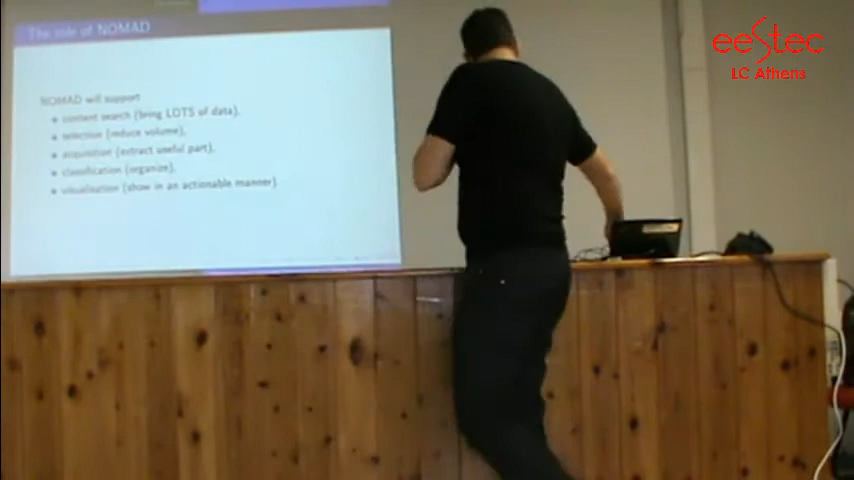 The role of NOMAD
eeSTec
LC Athens
NOMAD will support
content search (bring LOTS of data),
selection (reduce volume),
acquisition (extract useful part),
classification (organize),
visualisation (show in an actionable manner)